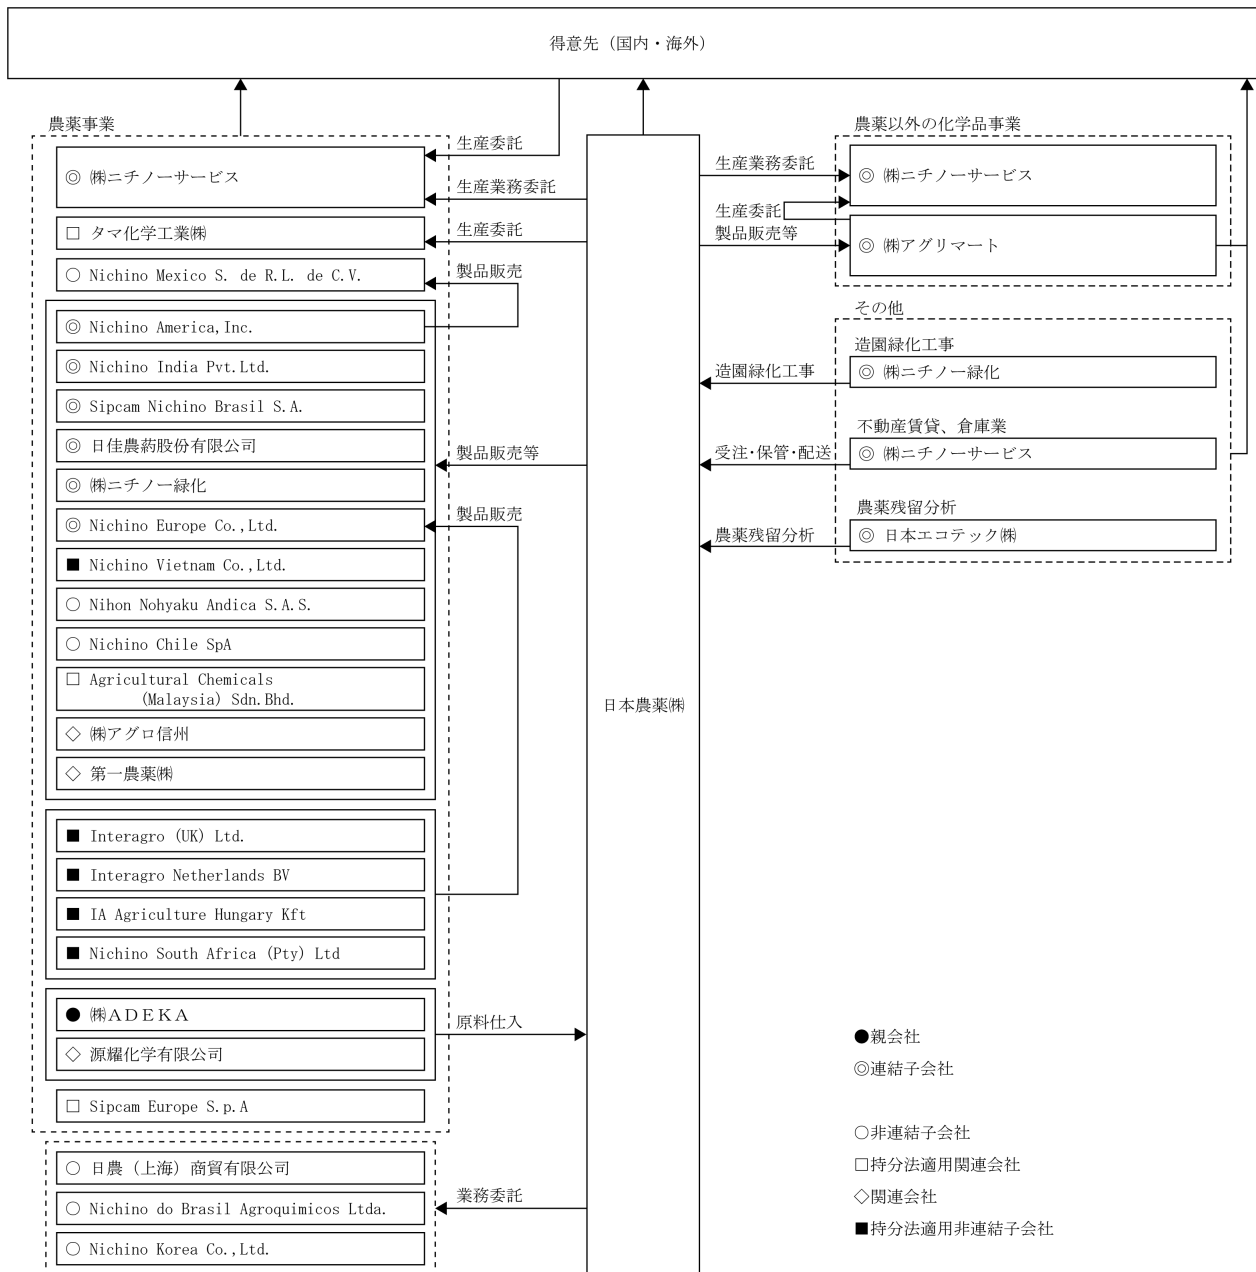 得意先（国内・海外）
農薬事業
◎ ㈱ニチノーサービス
□ タマ化学工業㈱
○ Nichino Mexico S. de R.L. de C.V.
◎ Nichino America,Inc.
◎ Nichino India Pvt.Ltd.
◎ Sipcam Nichino Brasil S.A.
◎ 日佳農葯股份有限公司
◎ ㈱ニチノー緑化
◎ Nichino Europe Co.,Ltd.
■ Nichino Vietnam Co.,Ltd.
○ Nihon Nohyaku Andica S.A.S.
○ Nichino Chile SpA
□ Agricultural Chemicals
(Malaysia) Sdn.Bhd.
◇ ㈱アグロ信州
◇ 第一農薬㈱
■ Interagro (UK) Ltd.
■ Interagro Netherlands BV
■ IA Agriculture Hungary Kft
■ Nichino South Africa (Pty) Ltd
● ㈱ＡＤＥＫＡ
◇ 源耀化学有限公司
□ Sipcam Europe S.p.A
○ 日農（上海）商貿有限公司
○ Nichino do Brasil Agroquimicos Ltda.
○ Nichino Korea Co.,Ltd.
生産委託
生産業務委託
生産委託
製品販売
製品販売等
製品販売
原料仕入
業務委託
日本農薬㈱
生産業務委託
生産委託
製品販売等
造園緑化工事
受注･保管･配送
農薬残留分析
農薬以外の化学品事業
◎ ㈱ニチノーサービス
◎ ㈱アグリマート
その他
造園緑化工事
◎ ㈱ニチノー緑化
不動産賃貸、倉庫業
◎ ㈱ニチノーサービス
農薬残留分析
◎ 日本エコテック㈱
●親会社
◎連結子会社
○非連結子会社
□持分法適用関連会社
◇関連会社
■持分法適用非連結子会社